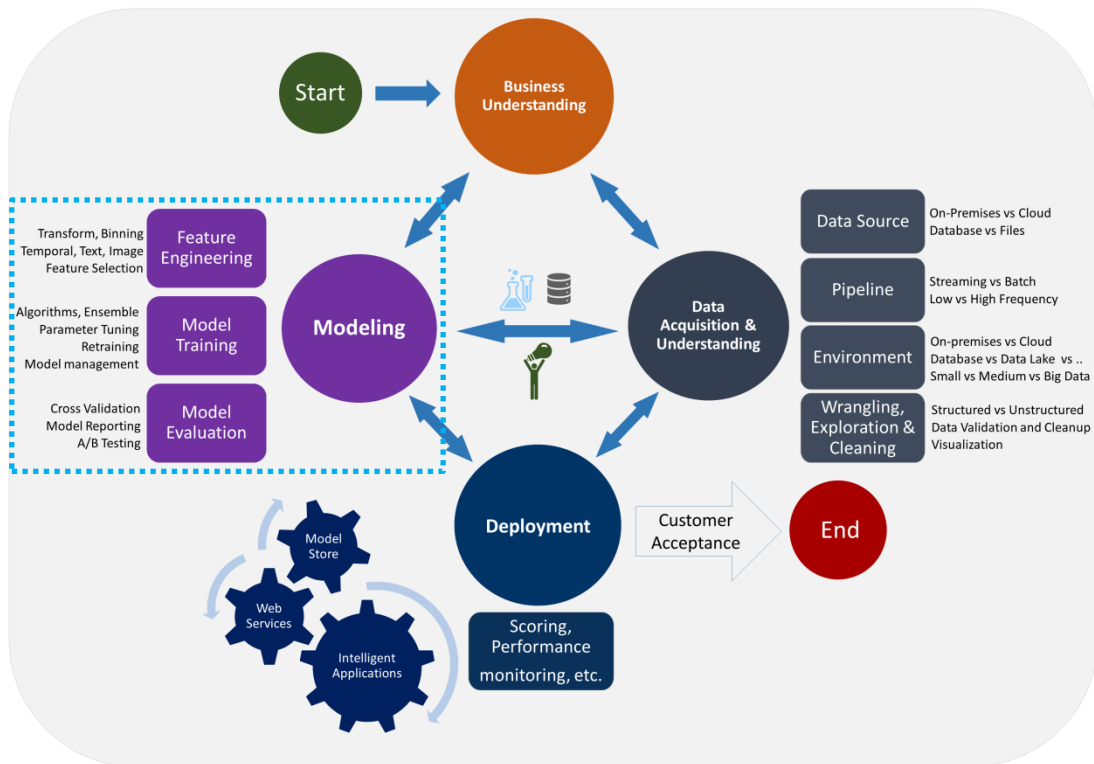 Start
Business
Understanding
Transform, Binning
Temporal, Text, Image
Feature Selection
Feature
Engineering
Algorithms, Ensemble
Parameter Tuning
Retraining
Model management
Model
Training
Cross Validation
Model Reporting
A/B Testing
Model
Evaluation
Modeling
Data
Acquisition &
Understanding
Data Source
On-Premises vs Cloud
Database vs Files
Pipeline
Streaming vs Batch
Low vs High Frequency
Environment
On-premises vs Cloud
Database vs Data Lake vs ..
Small vs Medium vs Big Data
Wrangling,
Exploration &
Cleaning
Structured vs Unstructured
Data Validation and Cleanup
Visualization
Deployment
Customer
Acceptance
End
Scoring,
Performance
monitoring, etc.
Model
Store
Web
Services
Intelligent
Applications